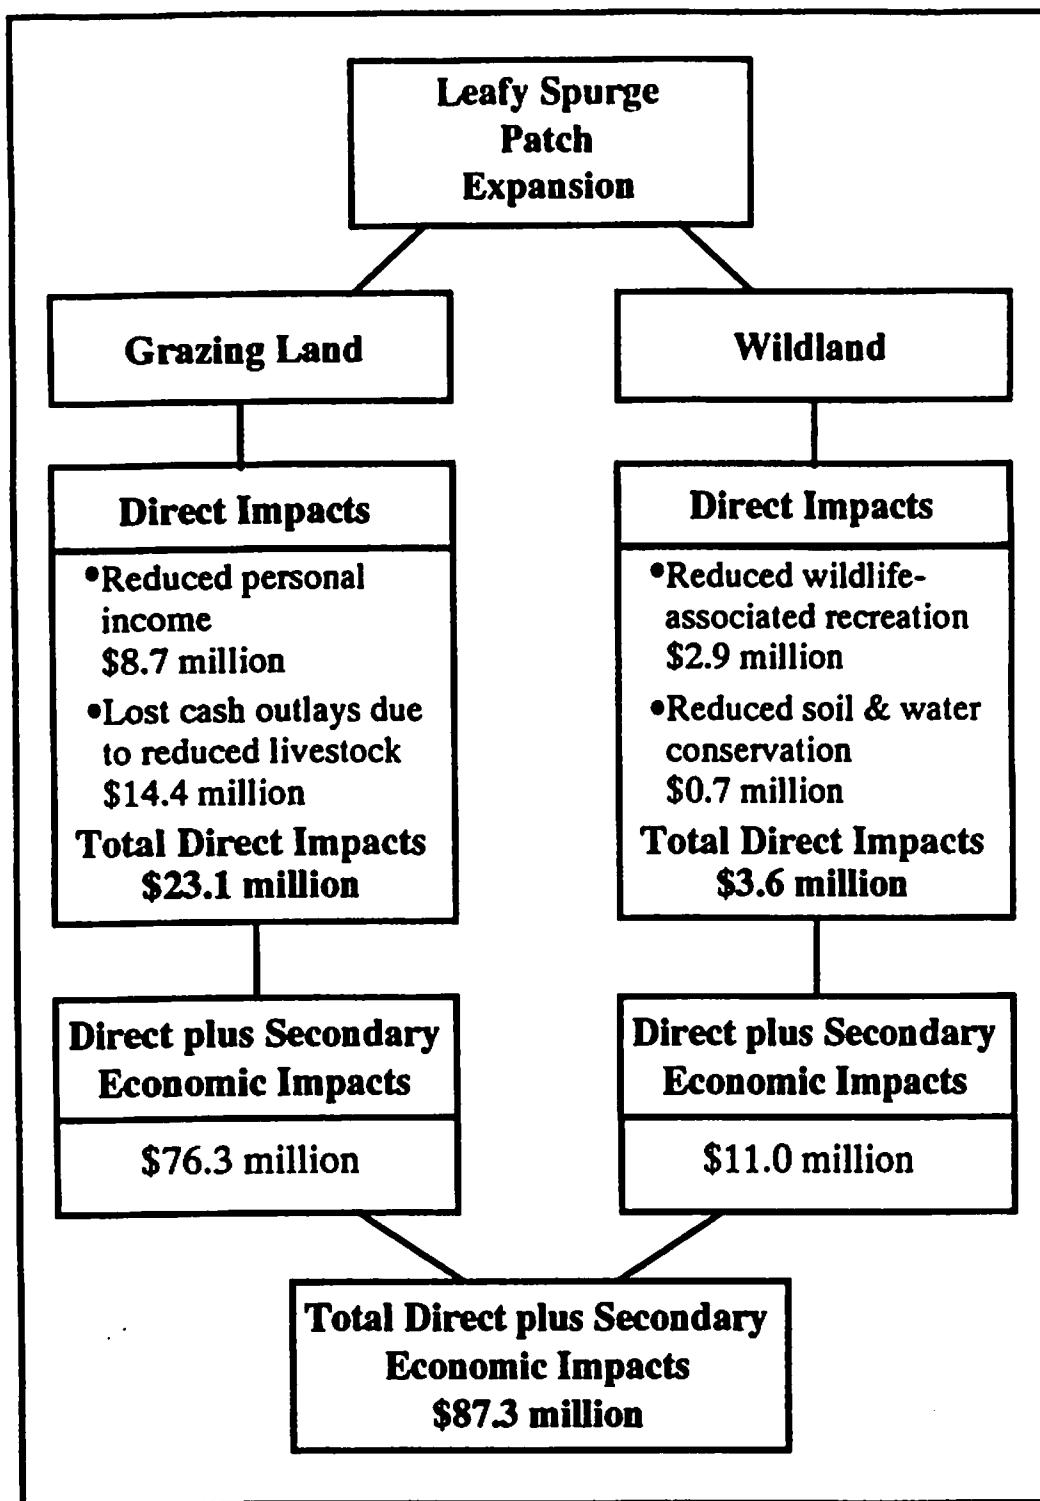 Leafy Spurge
Patch
Expansion
Grazing Land
Wildland
Direct Impacts
•Reduced personal
income
$8.7 million
•Lost cash outlays due
to reduced livestock
$14.4 million
Total Direct Impacts
$23.1 million
Direct Impacts
•Reduced wildlife-
associated recreation
$2.9 million
•Reduced soil & water
conservation
$0.7 million
Total Direct Impacts
$3.6 million
Direct plus Secondary
Economic Impacts
$76.3 million
Direct plus Secondary
Economic Impacts
$11.0 million
Total Direct plus Secondary
Economic Impacts
$87.3 million